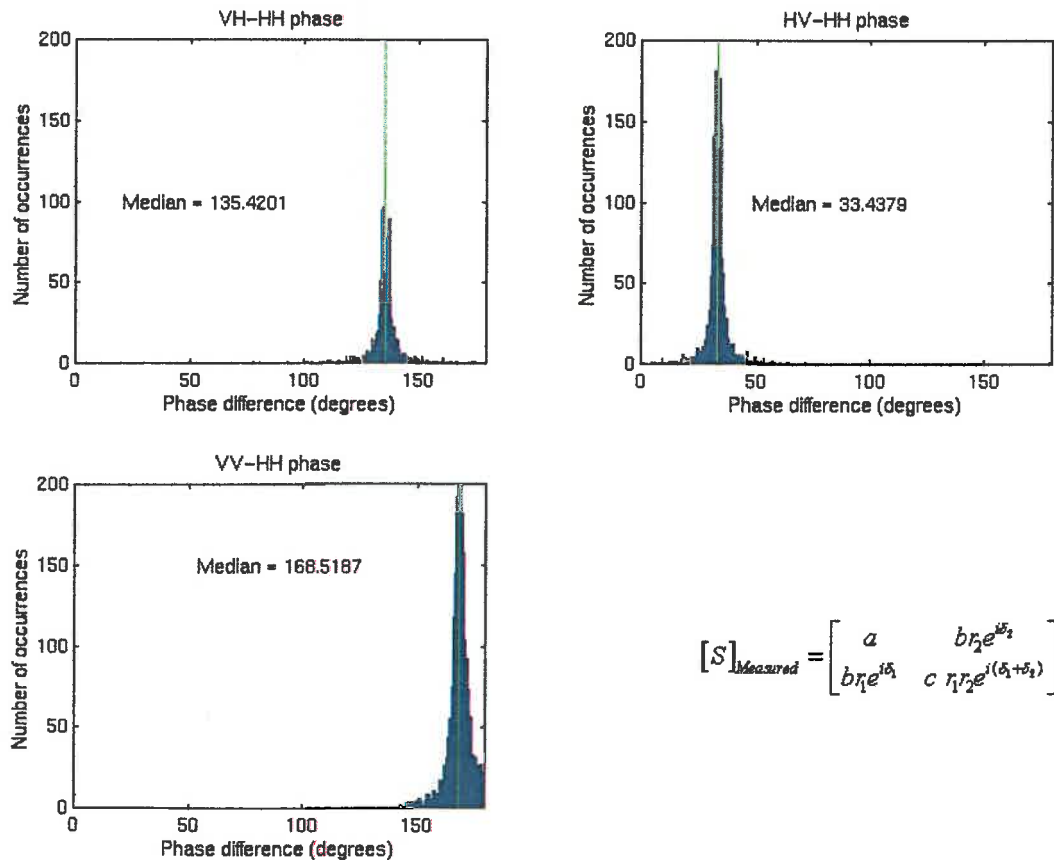 VH-HH phase
200
150
100
50
0
Number of occurrences
Median = 135.4201
0 50 100 150
Phase difference (degrees)
HV-HH phase
200
150
100
50
0
Number of occurrences
Median = 33.4379
0 50 100 150
Phase difference (degrees)
VV-HH phase
200
150
100
50
0
Number of occurrences
Median = 168.5187
0 50 100 150
Phase difference (degrees)
[S]Measured = [ a br₂e^{iδ₂}
br₁e^{iδ₁} c r₁r₂e^{i(δ₁+δ₂)} ]